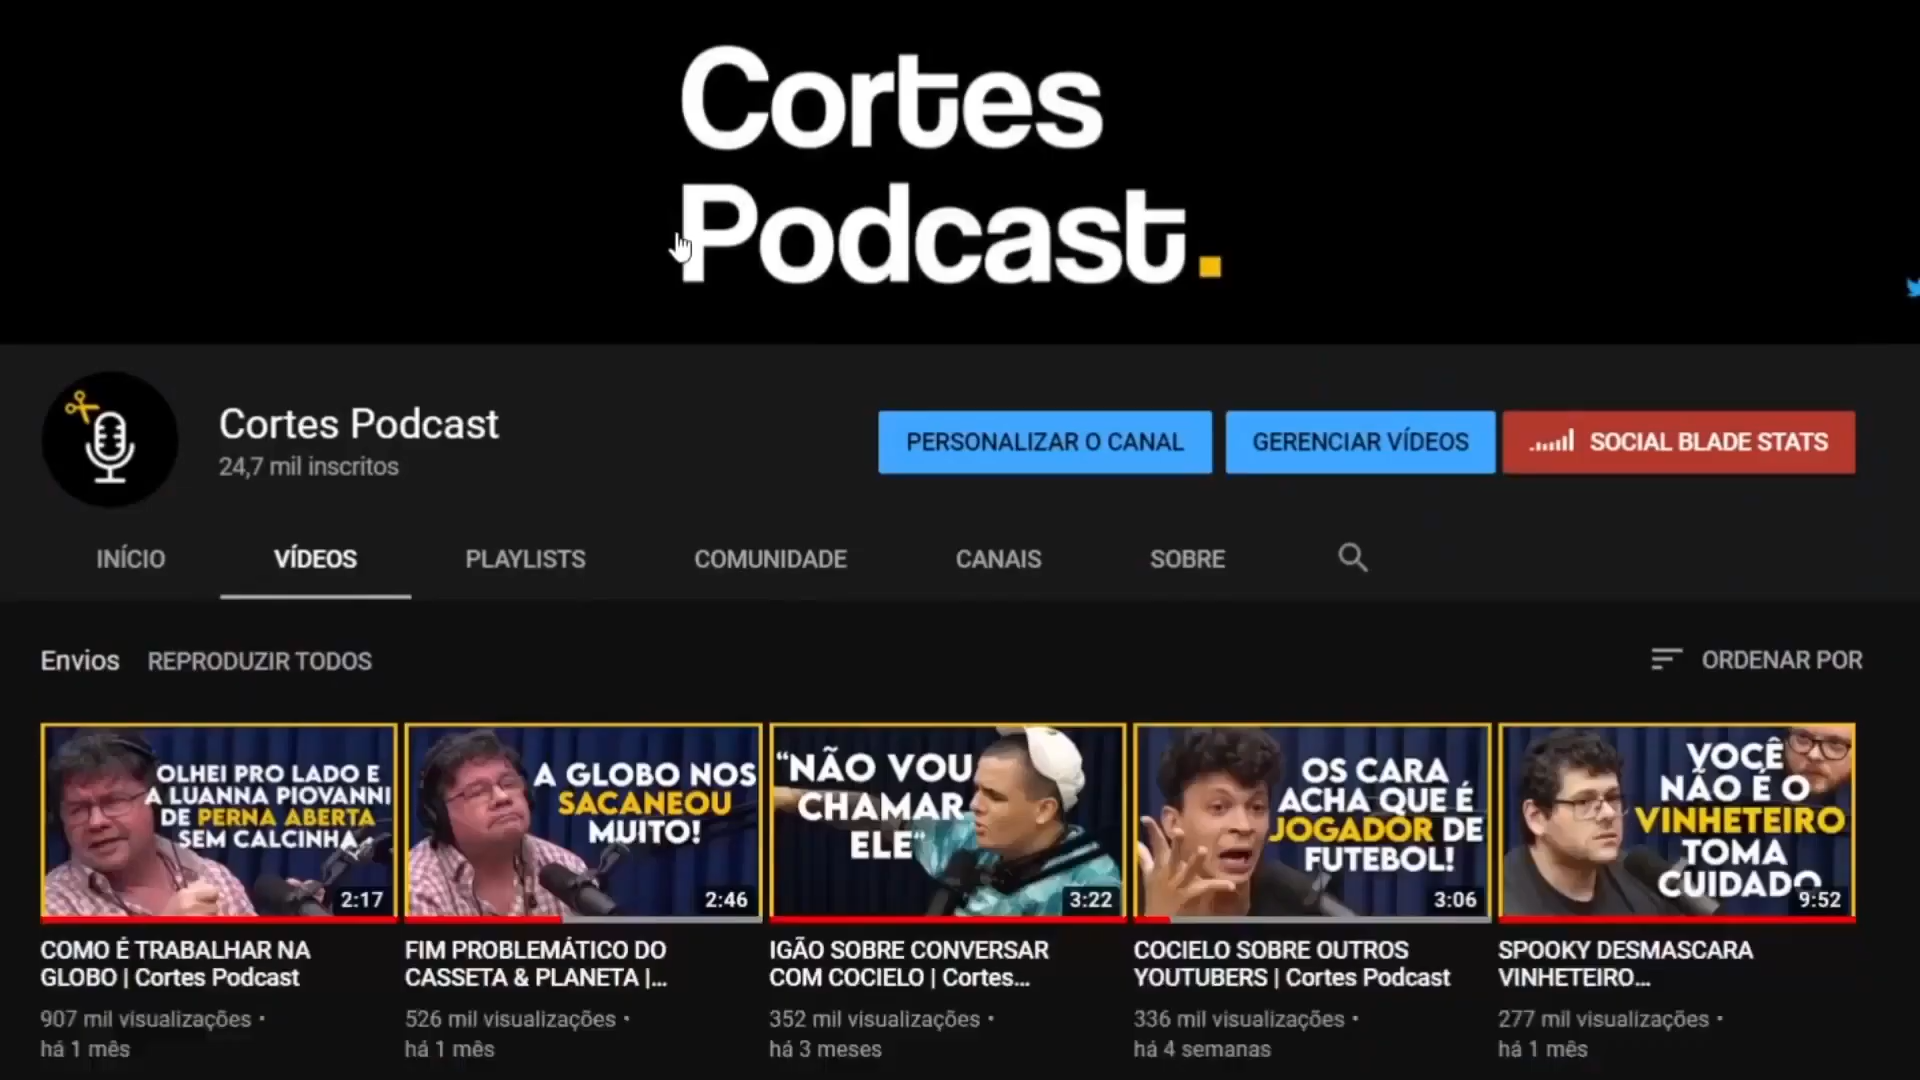 Cortes
Podcast.
Cortes Podcast
24,7 mil inscritos
PERSONALIZAR O CANAL
GERENCIAR VÍDEOS
SOCIAL BLADE STATS
INÍCIO
VÍDEOS
PLAYLISTS
COMUNIDADE
CANAIS
SOBRE
Envios
REPRODUZIR TODOS
ORDENAR POR
OLHEI PRO LADO E
A LUANNA PIOVANNI
DE PERNA ABERTA
SEM CALCINHA
2:17
COMO É TRABALHAR NA
GLOBO | Cortes Podcast
907 mil visualizações •
há 1 mês
A GLOBO NOS
SACANEOU
MUITO!
2:46
FIM PROBLEMÁTICO DO
CASSETA & PLANETA |...
526 mil visualizações •
há 1 mês
“NÃO VOU
CHAMAR
ELE“
3:22
IGÃO SOBRE CONVERSAR
COM COCIELO | Cortes...
352 mil visualizações •
há 3 meses
OS CARA
ACHA QUE É
JOGADOR DE
FUTEBOL!
3:06
COCIELO SOBRE OUTROS
YOUTUBERS | Cortes Podcast
336 mil visualizações •
há 4 semanas
VOCÊ
NÃO É O
VINHETEIRO
TOMA
CUIDADO
9:52
SPOOKY DESMASCARA
VINHETEIRO...
277 mil visualizações •
há 1 mês